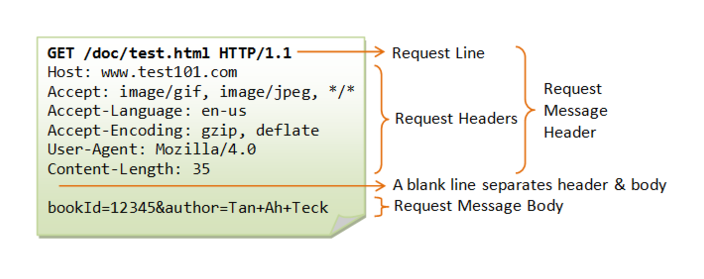 GET /doc/test.html HTTP/1.1
Request Line
Host: www.test101.com
Accept: image/gif, image/jpeg, */*
Accept-Language: en-us
Accept-Encoding: gzip, deflate
User-Agent: Mozilla/4.0
Content-Length: 35
Request Headers
Request
Message
Header
A blank line separates header & body
bookId=12345&author=Tan+Ah+Teck
Request Message Body